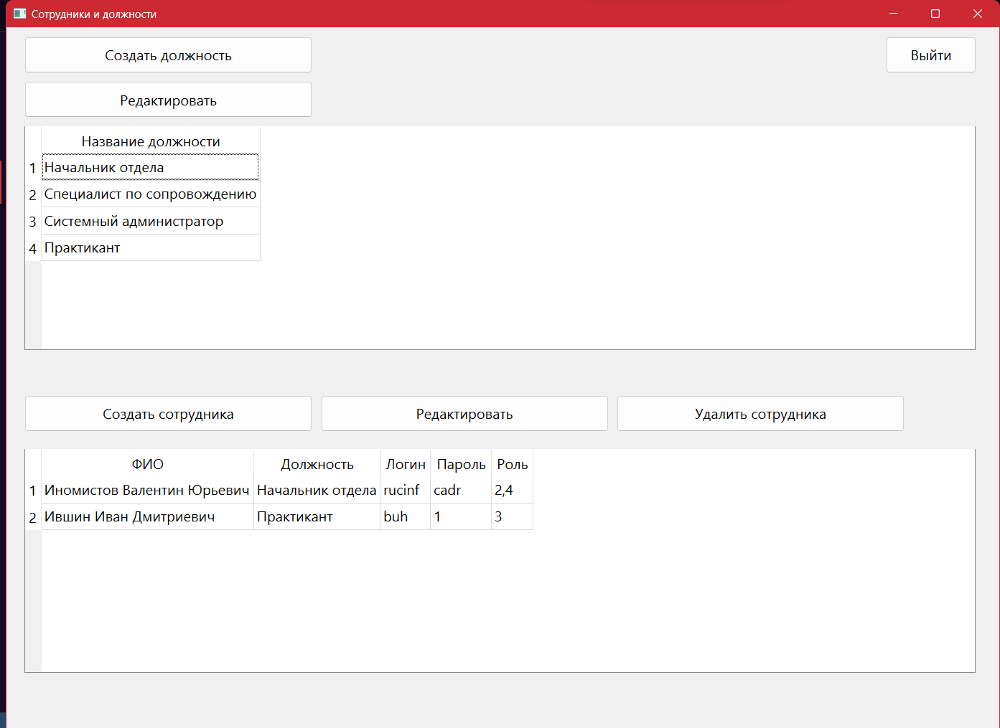 Сотрудники и должности
Создать должность
Выйти
Редактировать
Название должности
1 Начальник отдела
2 Специалист по сопровождению
3 Системный администратор
4 Практикант
Создать сотрудника Редактировать Удалить сотрудника
ФИО Должность Логин Пароль Роль
1 Иномистов Валентин Юрьевич Начальник отдела rucinf cadr 2,4
2 Ившин Иван Дмитриевич Практикант buh 1 3